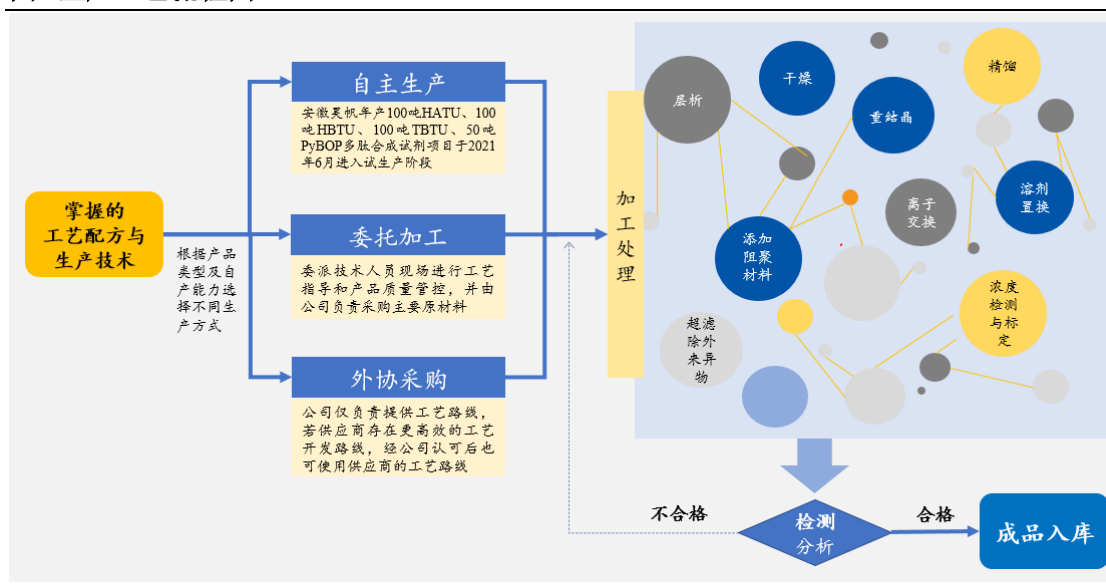 掌握的
工艺配方与
生产技术
根据产品
类型及自
产能力选
择不同生
产方式
自主生产
安徽昊帆年产100吨HATU、100
吨HBTU、100吨TBTU、50吨
PyBOP多肽合成试剂项目于2021
年6月进入试生产阶段
委托加工
委派技术人员现场进行工艺
指导和产品质量管控，并由
公司负责采购主要原材料
外协采购
公司仅负责提供工艺路线，
若供应商存在更高效的工艺
开发路线，经公司认可后也
可使用供应商的工艺路线
加
工
处
理
层析
干燥
重结晶
精馏
离子
交换
溶剂
置换
添加
阻聚
材料
浓度
检测
与标
定
超滤
除外
来异
物
不合格
检测
分析
合格
成品入库